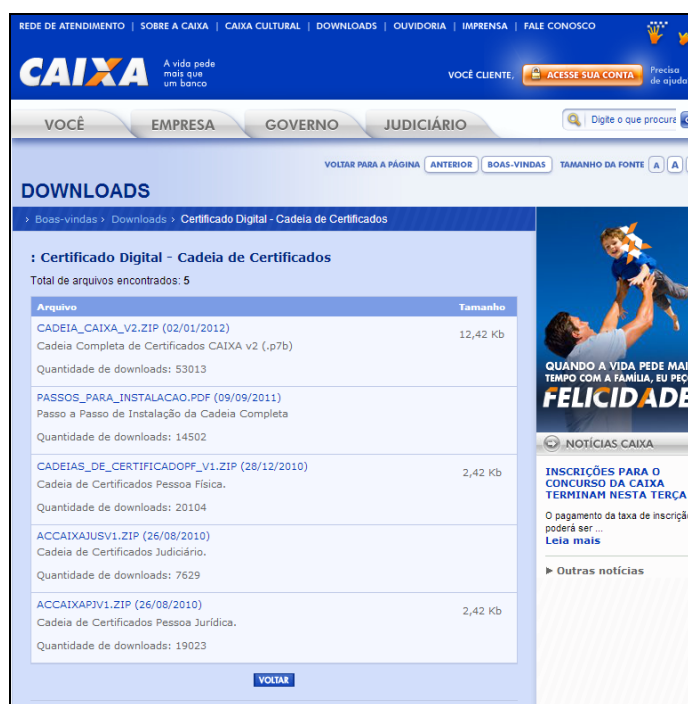 REDE DE ATENDIMENTO | SOBRE A CAIXA | CAIXA CULTURAL | DOWNLOADS | OUVIDORIA | IMPRENSA | FALE CONOSCO
CAIXA
A vida pede
mais que
um banco
VOCÊ CLIENTE,
ACESSE SUA CONTA
Precisa
de ajuda
VOCÊ
EMPRESA
GOVERNO
JUDICIÁRIO
Digite o que procura
VOLTAR PARA A PÁGINA ANTERIOR BOAS-VINDAS TAMANHO DA FONTE A A
DOWNLOADS
› Boas-vindas › Downloads › Certificado Digital - Cadeia de Certificados
: Certificado Digital - Cadeia de Certificados
Total de arquivos encontrados: 5
Arquivo Tamanho
CADEIA_CAIXA_V2.ZIP (02/01/2012)
12,42 Kb
Cadeia Completa de Certificados CAIXA v2 (.p7b)
Quantidade de downloads: 53013
PASSOS_PARA_INSTALACAO.PDF (09/09/2011)
Passo a Passo de Instalação da Cadeia Completa
Quantidade de downloads: 14502
CADEIAS_DE_CERTIFICADOPF_V1.ZIP (28/12/2010)
2,42 Kb
Cadeia de Certificados Pessoa Física.
Quantidade de downloads: 20104
ACCAIXAJUSV1.ZIP (26/08/2010)
Cadeia de Certificados Judiciário.
Quantidade de downloads: 7629
ACCAIXAPJV1.ZIP (26/08/2010)
2,42 Kb
Cadeia de Certificados Pessoa Jurídica.
Quantidade de downloads: 19023
VOLTAR
QUANDO A VIDA PEDE MAI
TEMPO COM A FAMÍLIA, EU PEÇ
FELICIDADE
NOTÍCIAS CAIXA
INSCRIÇÕES PARA O
CONCURSO DA CAIXA
TERMINAM NESTA TERÇA
O pagamento da taxa de inscriçã
poderá ser ...
Leia mais
Outras notícias